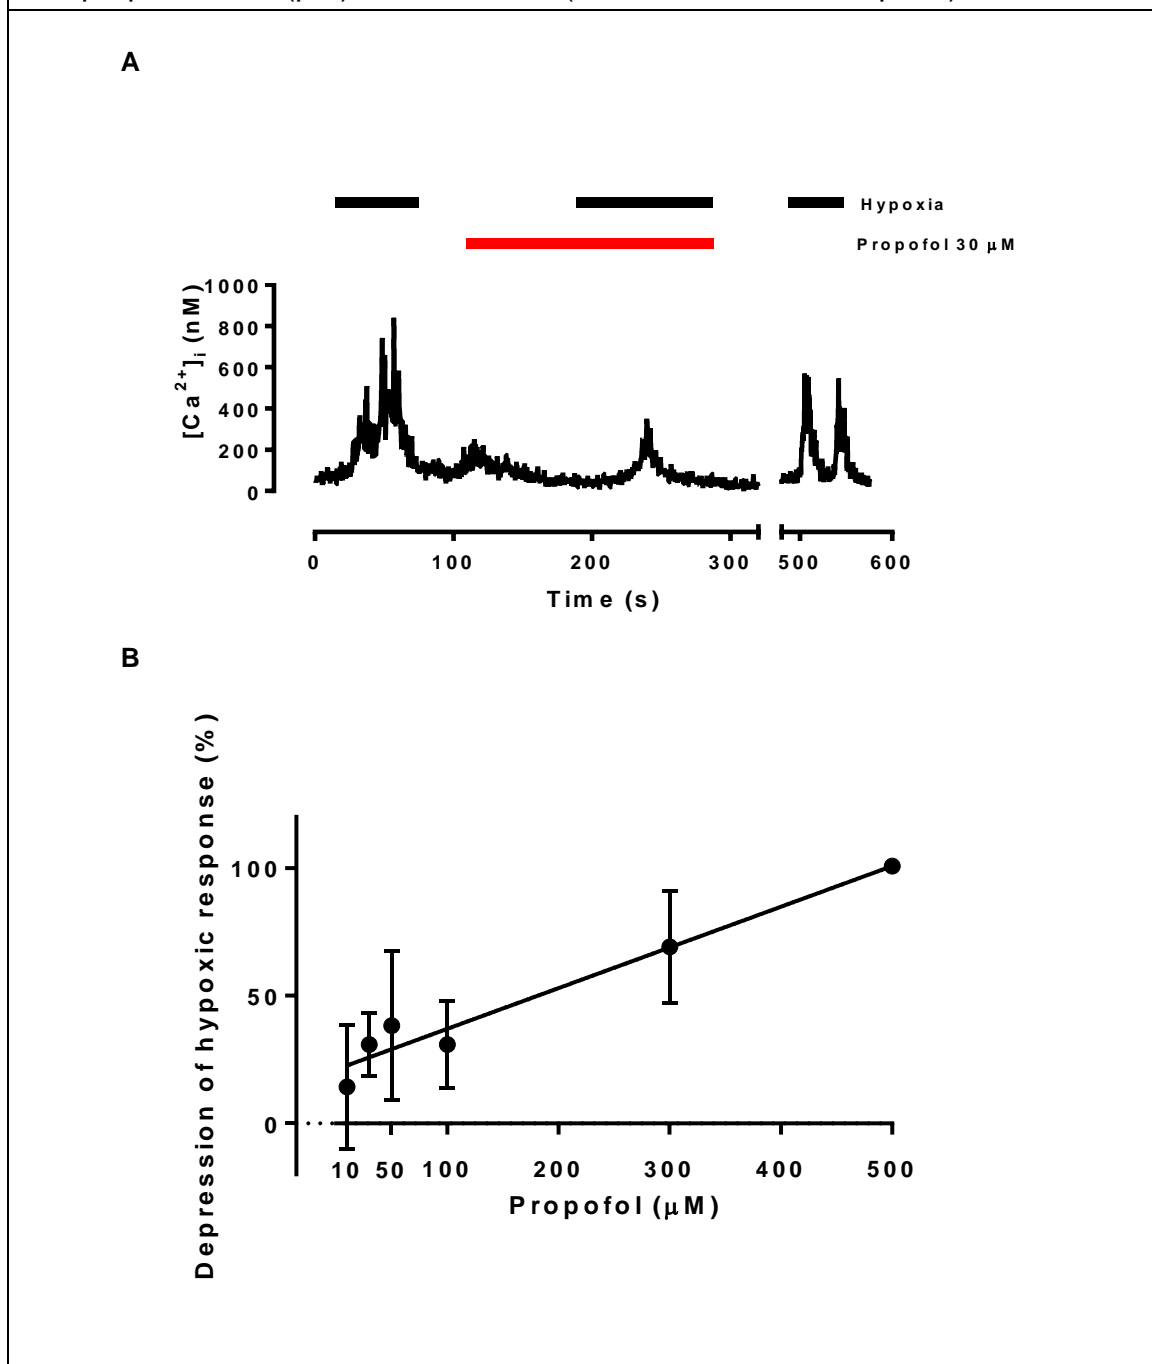 A
Hypoxia
Propofol 30 μM
[Ca2+]i (nM)
1000
800
600
400
200
0
0 100 200 300 500 600
Time (s)
B
Depression of hypoxic response (%)
100
50
0
10 50 100 200 300 400 500
Propofol (μM)